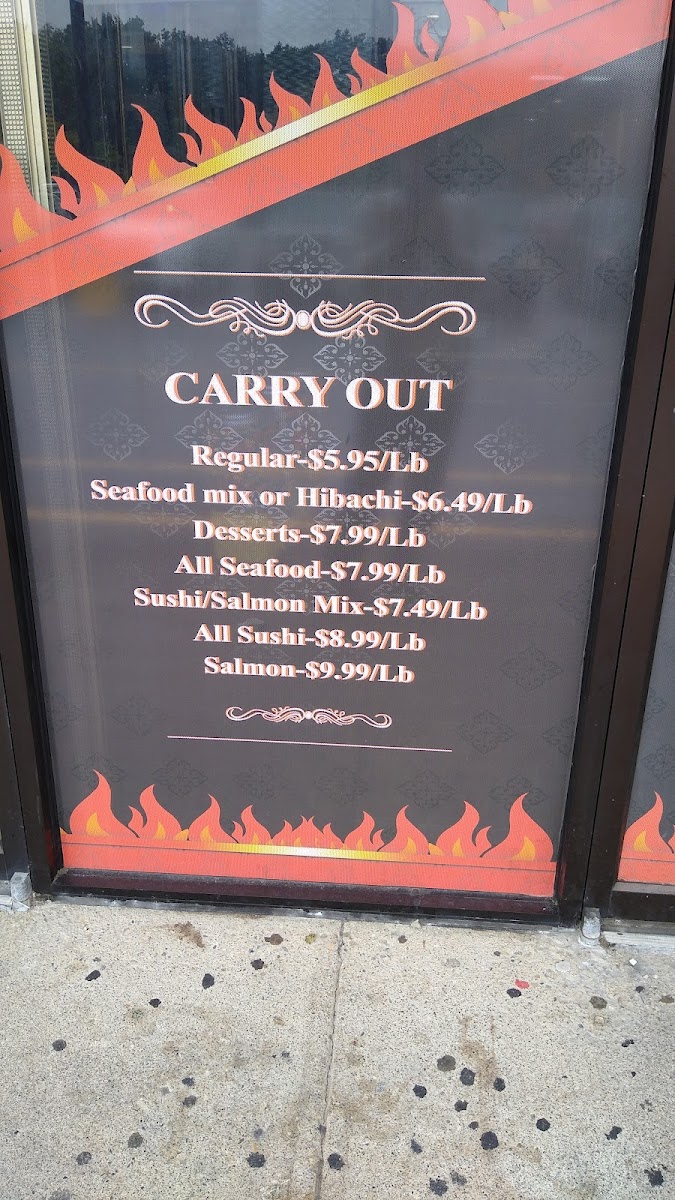 CARRY OUT
Regular-$5.95/Lb
Seafood mix or Hibachi-$6.49/Lb
Desserts-$7.99/Lb
All Seafood-$7.99/Lb
Sushi/Salmon Mix-$7.49/Lb
All Sushi-$8.99/Lb
Salmon-$9.99/Lb